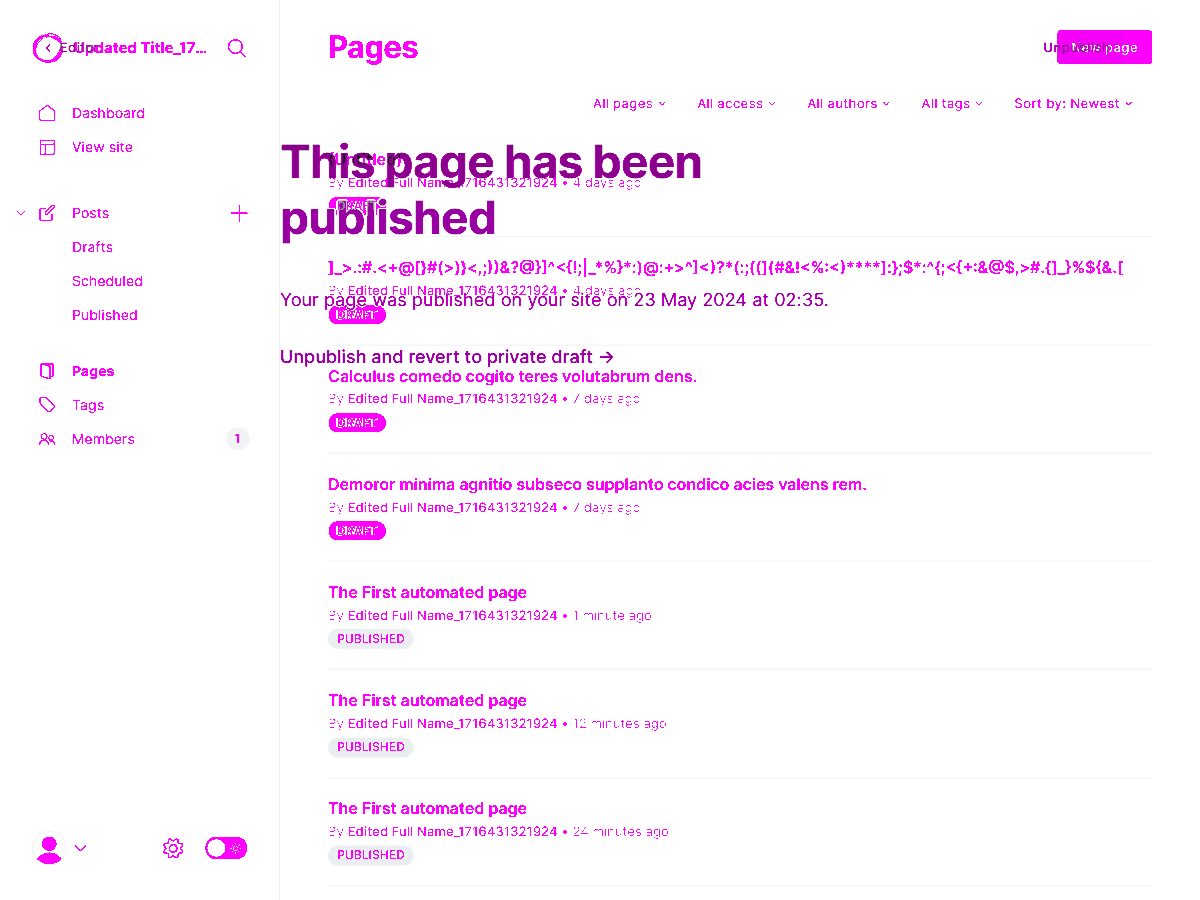 Editor
Updated Title_17...
Dashboard
View site
Posts
Drafts
Scheduled
Published
Pages
Tags
Members
1
Pages
Unpublish
New page
All pages
All access
All authors
All tags
Sort by: Newest
(Untitled)
By Edited Full Name_1716431321924 • 4 days ago
DRAFT
This page has been
published
]_>.:#.<+@[}#(>)}<,;))&?@}]^<{!;|_*%}*:)@:+>^]<)?*(:;((](#&!<%:<)****]:};$*:^{;<{+:&@$,>#.{]_}%${&.[
By Edited Full Name_1716431321924 • 4 days ago
DRAFT
Your page was published on your site on 23 May 2024 at 02:35.
Unpublish and revert to private draft →
Calculus comedo cogito teres volutabrum dens.
By Edited Full Name_1716431321924 • 7 days ago
DRAFT
Demoror minima agnitio subseco supplanto condico acies valens rem.
By Edited Full Name_1716431321924 • 7 days ago
DRAFT
The First automated page
By Edited Full Name_1716431321924 • 1 minute ago
PUBLISHED
The First automated page
By Edited Full Name_1716431321924 • 12 minutes ago
PUBLISHED
The First automated page
By Edited Full Name_1716431321924 • 24 minutes ago
PUBLISHED